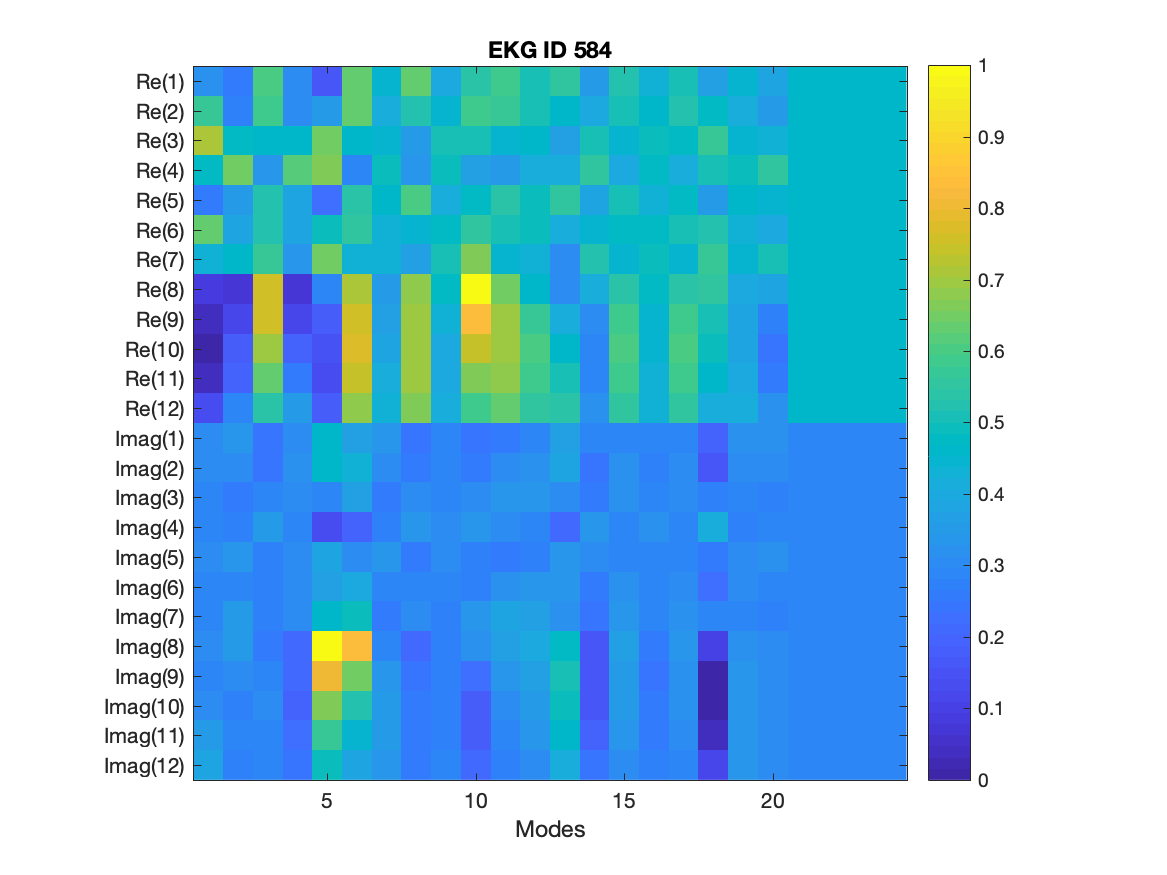 EKG ID 584
Re(1)
Re(2)
Re(3)
Re(4)
Re(5)
Re(6)
Re(7)
Re(8)
Re(9)
Re(10)
Re(11)
Re(12)
Imag(1)
Imag(2)
Imag(3)
Imag(4)
Imag(5)
Imag(6)
Imag(7)
Imag(8)
Imag(9)
Imag(10)
Imag(11)
Imag(12)
5 10 15 20
Modes
1
0.9
0.8
0.7
0.6
0.5
0.4
0.3
0.2
0.1
0